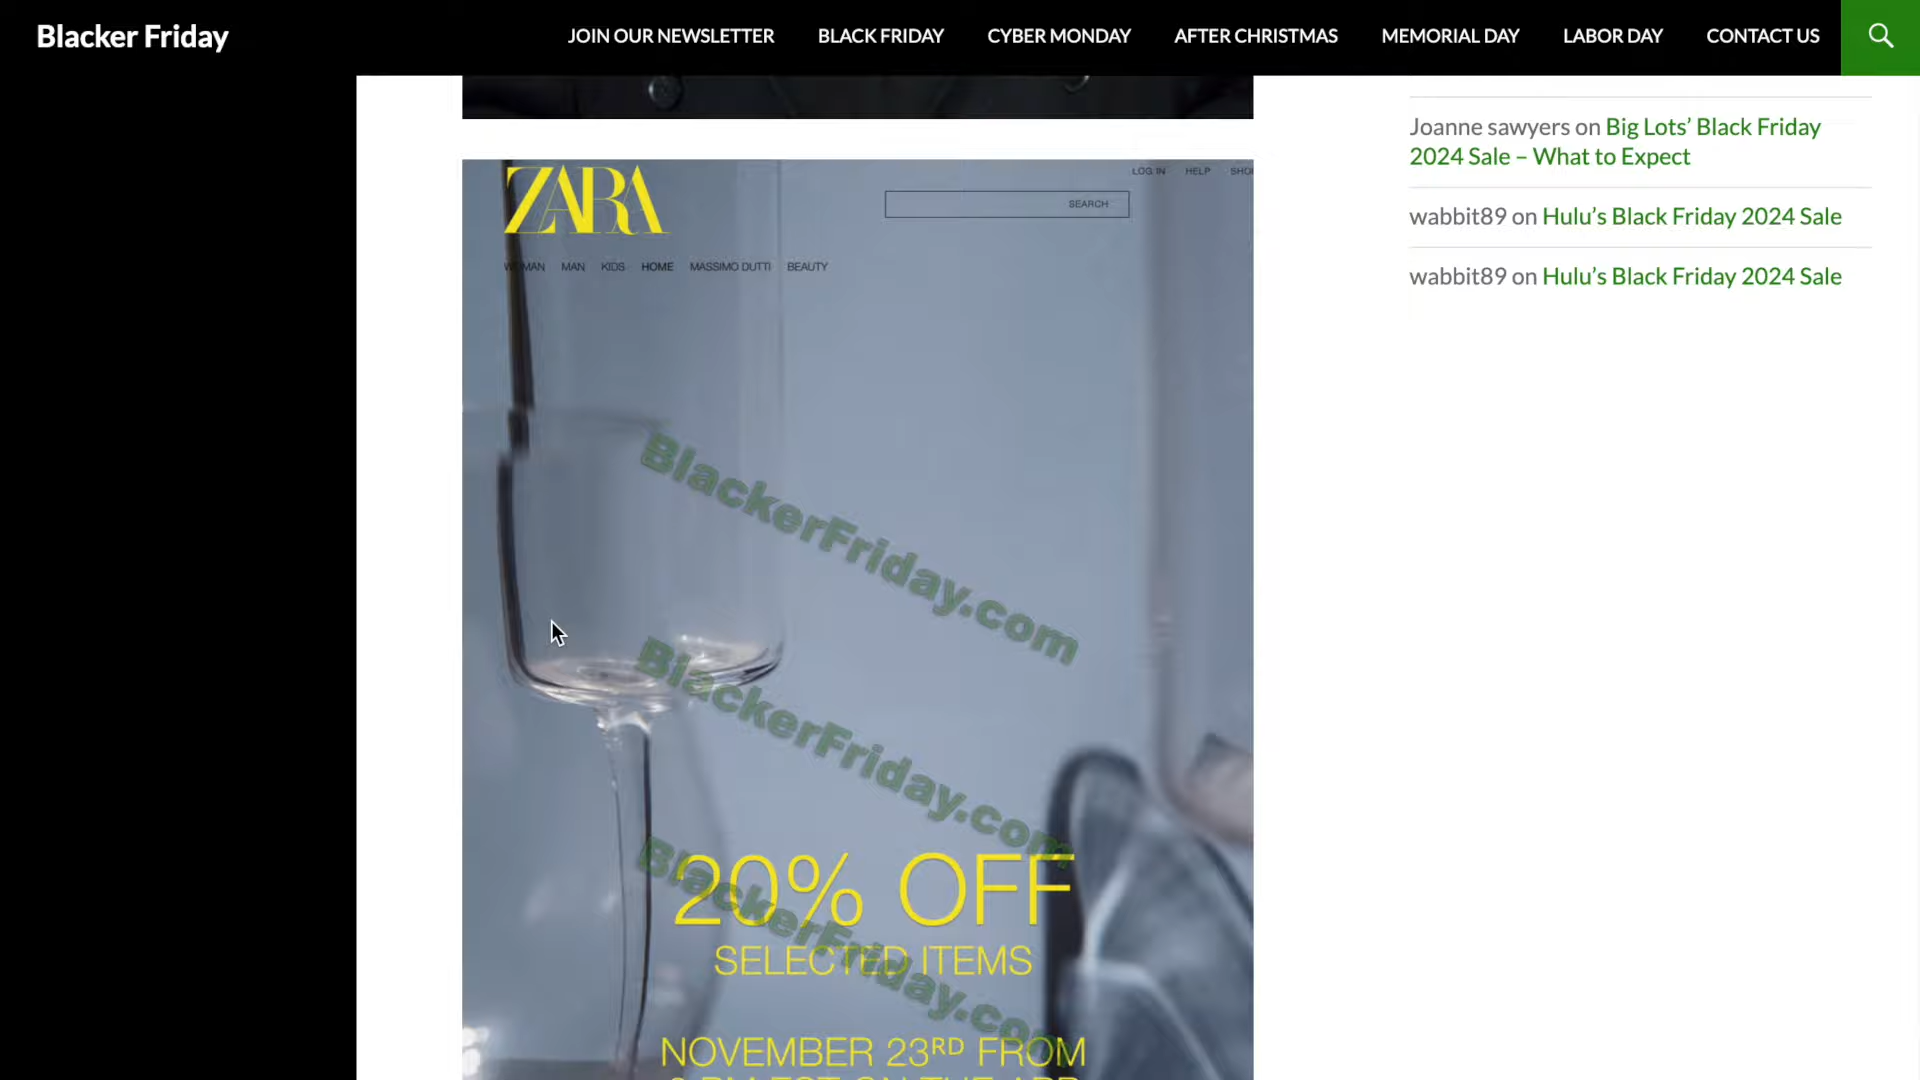 Blacker Friday
JOIN OUR NEWSLETTER
BLACK FRIDAY
CYBER MONDAY
AFTER CHRISTMAS
MEMORIAL DAY
LABOR DAY
CONTACT US
ZARA
LOG IN
HELP
SEARCH
WOMAN
MAN
KIDS
HOME
MASSIMO DUTTI
BEAUTY
BlackerFriday.com
BlackerFriday.com
BlackerFriday.com
20% OFF
SELECTED ITEMS
NOVEMBER 23RD FROM
Joanne sawyers on Big Lots’ Black Friday
2024 Sale – What to Expect
wabbit89 on Hulu’s Black Friday 2024 Sale
wabbit89 on Hulu’s Black Friday 2024 Sale